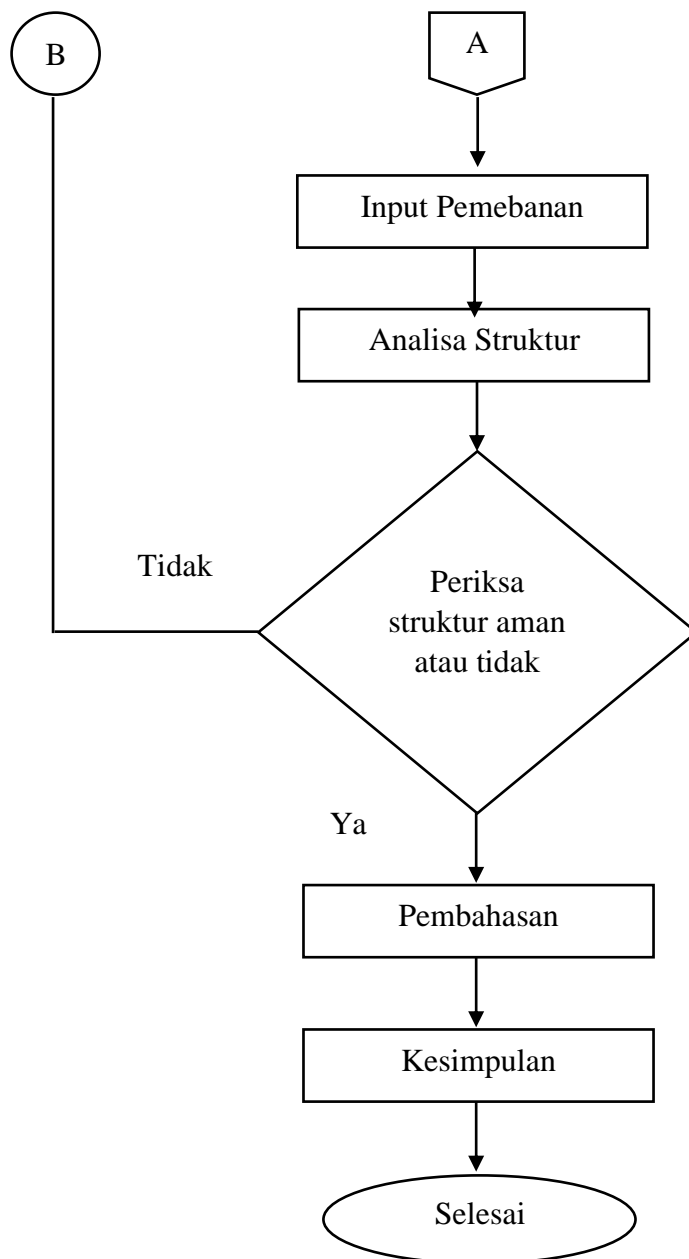 B
A
Input Pemebanan
Analisa Struktur
Tidak
Periksa
struktur aman
atau tidak
Ya
Pembahasan
Kesimpulan
Selesai